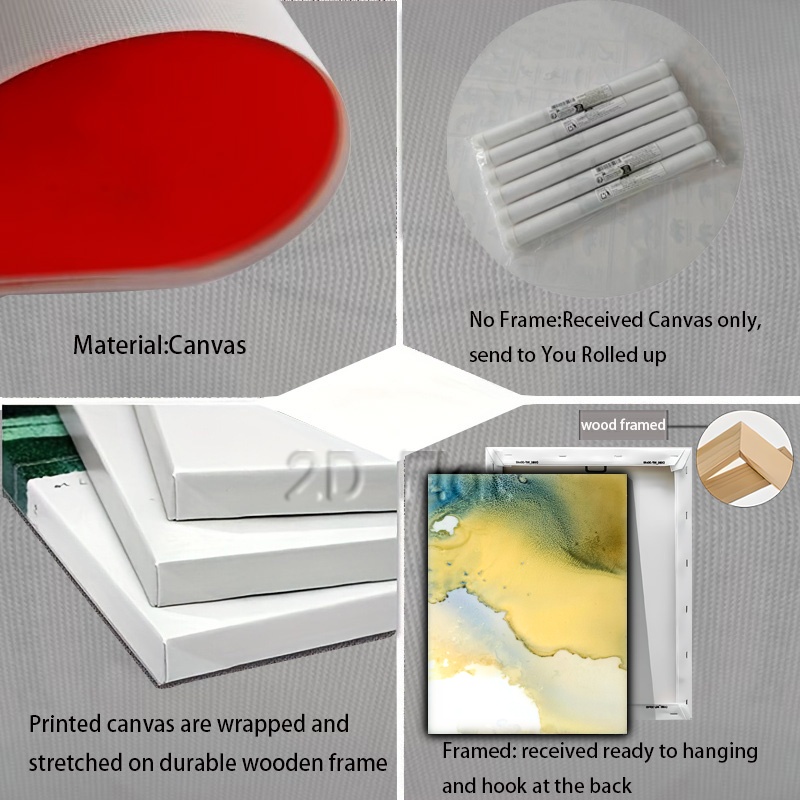 Material:Canvas
No Frame:Received Canvas only,
send to You Rolled up
wood framed
2D
Printed canvas are wrapped and
stretched on durable wooden frame
Framed: received ready to hanging
and hook at the back